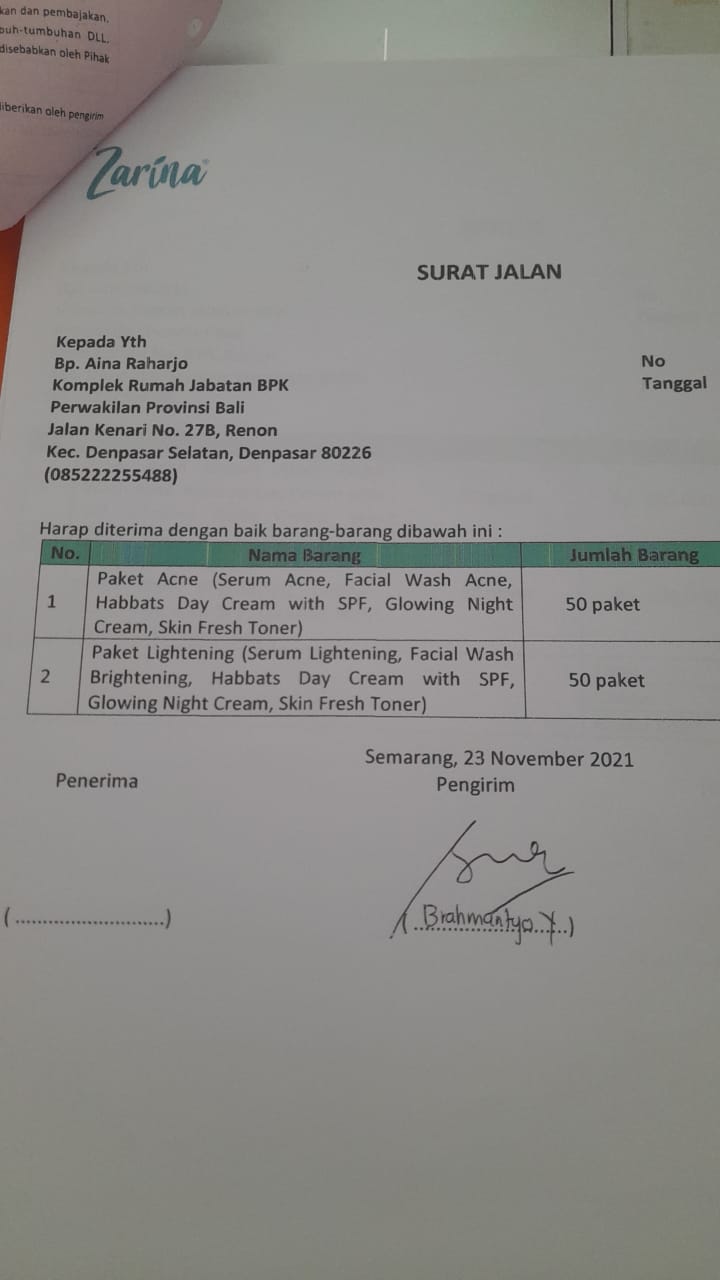 kan dan pembajakan,
buh-tumbuhan DLL.
disebabkan oleh Pihak
diberikan oleh pengirim
Zarina
SURAT JALAN
Kepada Yth
Bp. Aina Raharjo
Komplek Rumah Jabatan BPK
Perwakilan Provinsi Bali
Jalan Kenari No. 27B, Renon
Kec. Denpasar Selatan, Denpasar 80226
(085222255488)
No
Tanggal
Harap diterima dengan baik barang-barang dibawah ini :
No. Nama Barang Jumlah Barang
1 Paket Acne (Serum Acne, Facial Wash Acne,
Habbats Day Cream with SPF, Glowing Night
Cream, Skin Fresh Toner)
50 paket
2 Paket Lightening (Serum Lightening, Facial Wash
Brightening, Habbats Day Cream with SPF,
Glowing Night Cream, Skin Fresh Toner)
50 paket
Semarang, 23 November 2021
Penerima Pengirim
(...........................) (Brahmantyo Y.)